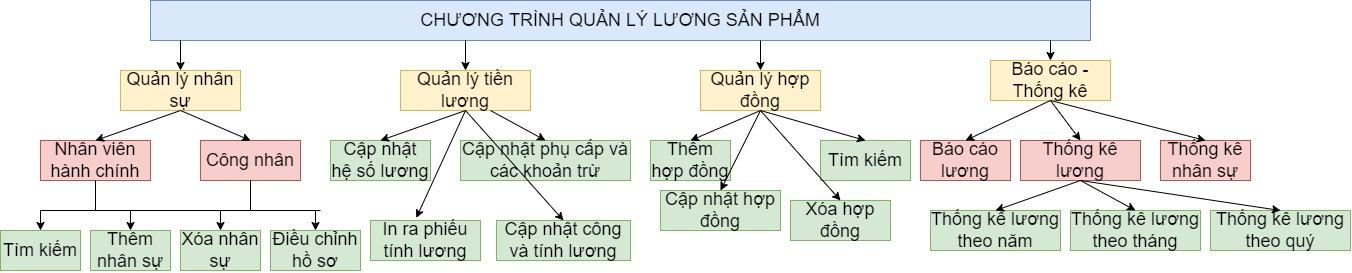 CHƯƠNG TRÌNH QUẢN LÝ LƯƠNG SẢN PHẨM
Quản lý nhân
sự
Quản lý tiền
lương
Quản lý hợp
đồng
Báo cáo -
Thống kê
Nhân viên
hành chính
Công nhân
Cập nhật
hệ số lương
Cập nhật phụ cấp và
các khoản trừ
Thêm
hợp đồng
Tìm kiếm
Báo cáo
lương
Thống kê
lương
Thống kê
nhân sự
Cập nhật hợp
đồng
Xóa hợp
đồng
In ra phiếu
tính lương
Cập nhật công
và tính lương
Thống kê lương
theo năm
Thống kê lương
theo tháng
Thống kê lương
theo quý
Tìm kiếm
Thêm
nhân sự
Xóa nhân
sự
Điều chỉnh
hồ sơ